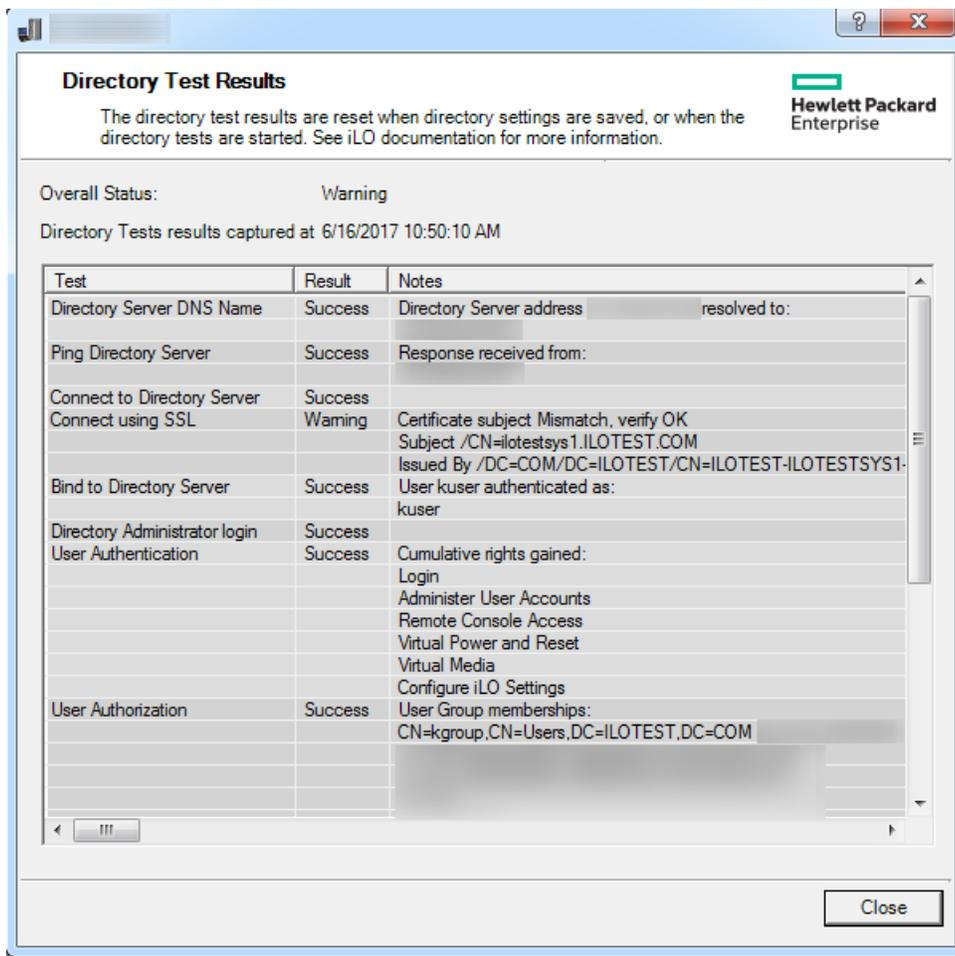 Directory Test Results
The directory test results are reset when directory settings are saved, or when the
directory tests are started. See iLO documentation for more information.
Hewlett Packard
Enterprise
Overall Status: Warning
Directory Tests results captured at 6/16/2017 10:50:10 AM
Test Result Notes
Directory Server DNS Name Success Directory Server address resolved to:
Ping Directory Server Success Response received from:
Connect to Directory Server Success
Connect using SSL Warning Certificate subject Mismatch, verify OK
Subject /CN=ilotestsys1.ILOTEST.COM
Issued By /DC=COM/DC=ILOTEST/CN=ILOTEST-ILOTESTSYS1-
Bind to Directory Server Success User kuser authenticated as:
kuser
Directory Administrator login Success
User Authentication Success Cumulative rights gained:
Login
Administer User Accounts
Remote Console Access
Virtual Power and Reset
Virtual Media
Configure iLO Settings
User Authorization Success User Group memberships:
CN=kgroup,CN=Users,DC=ILOTEST,DC=COM
Close